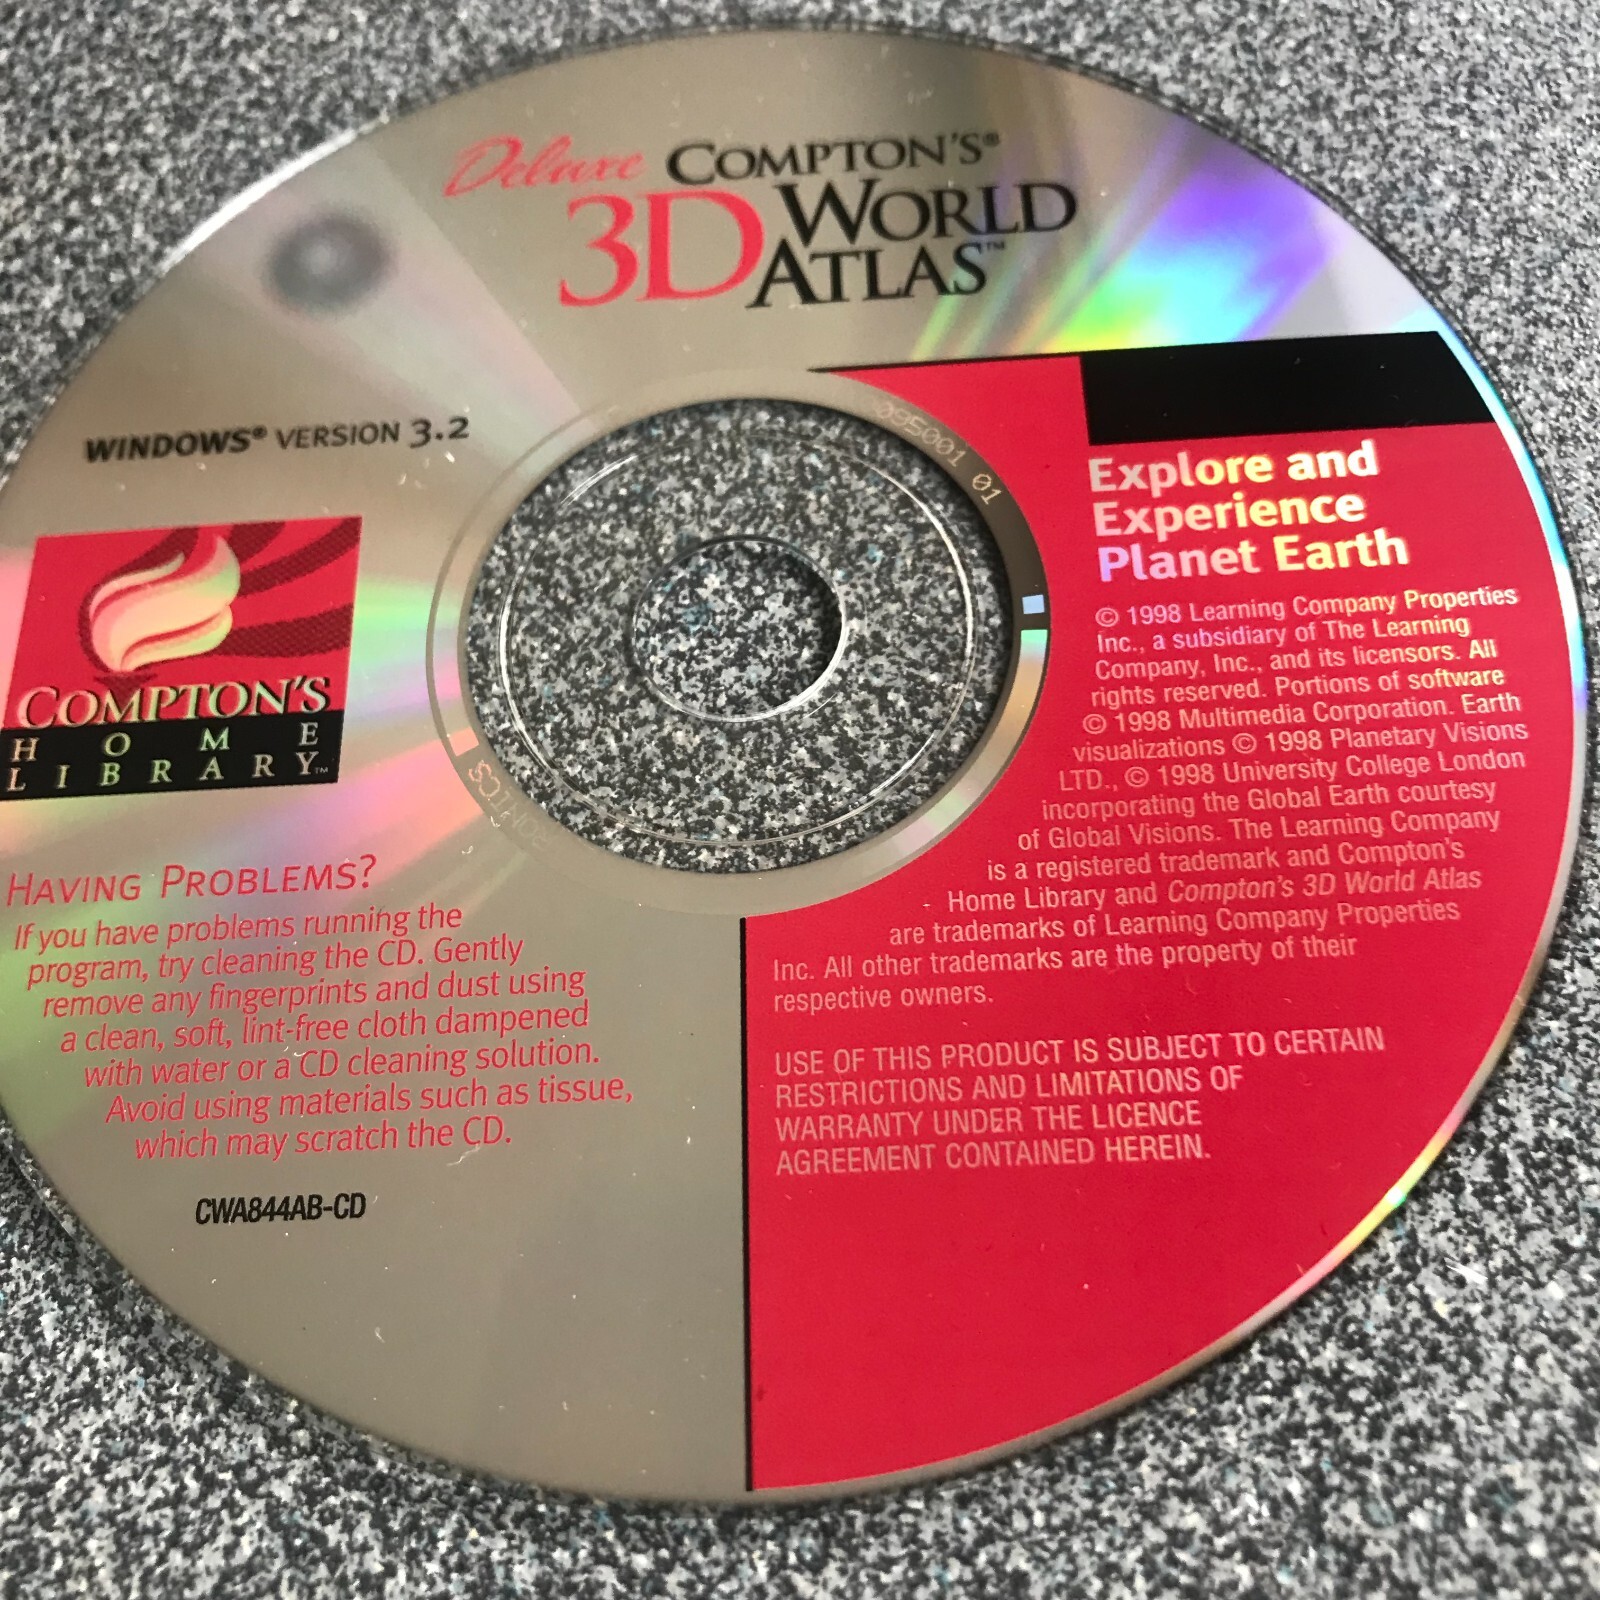 Deluxe COMPTON'S®
3D WORLD
ATLAS™
WINDOWS® VERSION 3.2
COMPTON'S
HOME
LIBRARY™
HAVING PROBLEMS?
If you have problems running the
program, try cleaning the CD. Gently
remove any fingerprints and dust using
a clean, soft, lint-free cloth dampened
with water or a CD cleaning solution.
Avoid using materials such as tissue,
which may scratch the CD.
CWA844AB-CD
Explore and
Experience
Planet Earth
© 1998 Learning Company Properties
Inc., a subsidiary of The Learning
Company, Inc., and its licensors. All
rights reserved. Portions of software
© 1998 Multimedia Corporation. Earth
visualizations © 1998 Planetary Visions
LTD., © 1998 University College London
incorporating the Global Earth courtesy
of Global Visions. The Learning Company
is a registered trademark and Compton's
Home Library and Compton's 3D World Atlas
are trademarks of Learning Company Properties
Inc. All other trademarks are the property of their
respective owners.
USE OF THIS PRODUCT IS SUBJECT TO CERTAIN
RESTRICTIONS AND LIMITATIONS OF
WARRANTY UNDER THE LICENCE
AGREEMENT CONTAINED HEREIN.
01